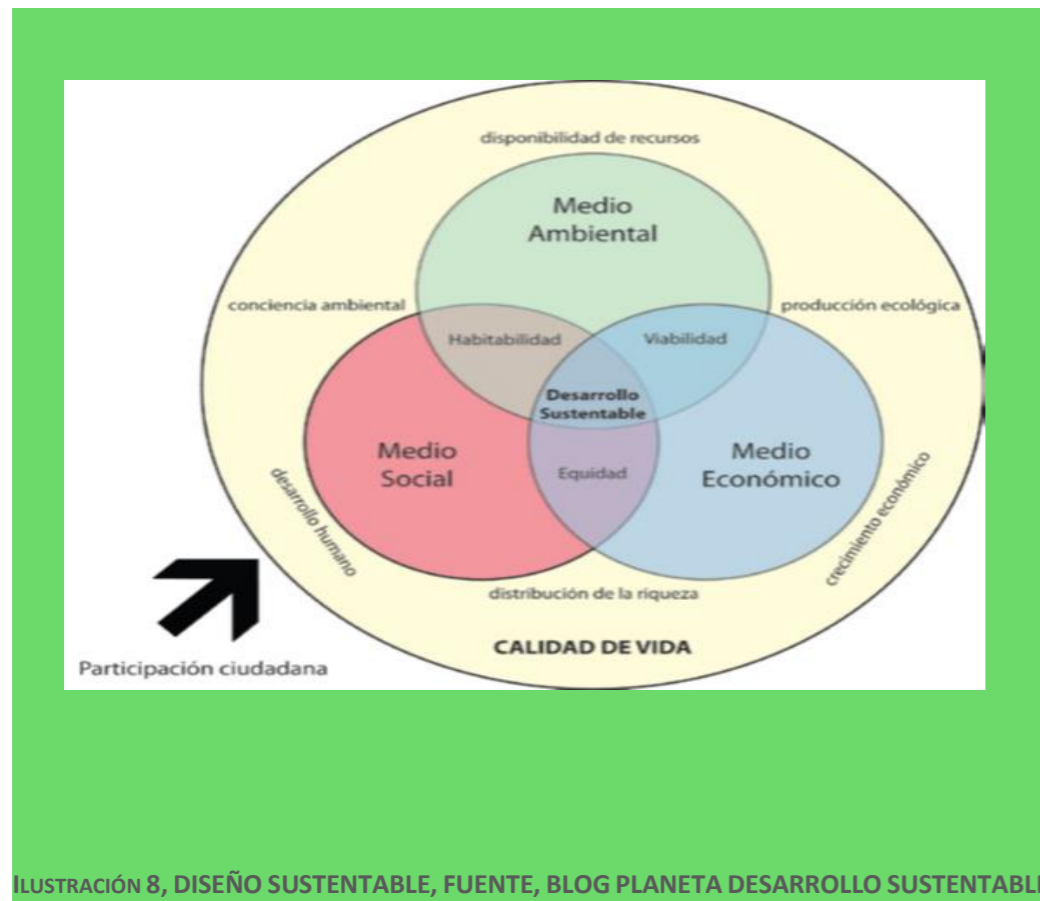 disponibilidad de recursos
Medio
Ambiental
conciencia ambiental
producción ecológica
Habitabilidad
Viabilidad
Desarrollo
Sustentable
Medio
Social
Equidad
Medio
Económico
desarrollo humano
crecimiento económico
distribución de la riqueza
CALIDAD DE VIDA
Participación ciudadana
ILUSTRACIÓN 8, DISEÑO SUSTENTABLE, FUENTE, BLOG PLANETA DESARROLLO SUSTENTABLE